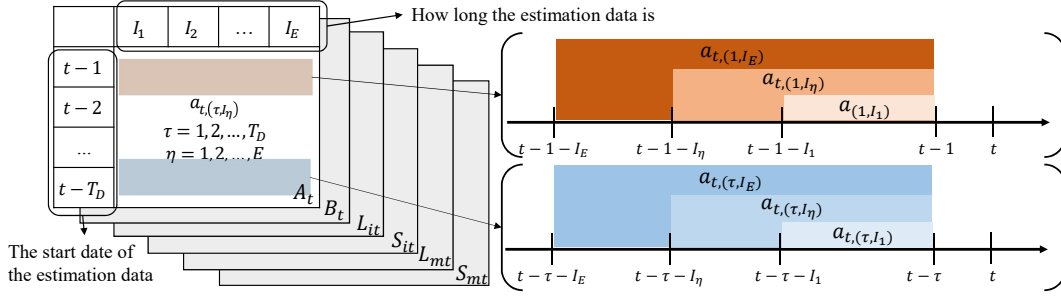 I_1 I_2 … I_E
How long the estimation data is
t − 1
t − 2
…
t − T_D
a_{t,(τ,I_η)}
τ = 1, 2, …, T_D
η = 1, 2, …, E
A_t
B_t
L_{it}
S_{it}
L_{mt}
S_{mt}
The start date of
the estimation data
a_{t,(1,I_E)}
a_{t,(1,I_η)}
a_{(1,I_1)}
t − 1 − I_E t − 1 − I_η t − 1 − I_1 t − 1 t
a_{t,(τ,I_E)}
a_{t,(τ,I_η)}
a_{t,(τ,I_1)}
t − τ − I_E t − τ − I_η t − τ − I_1 t − τ t